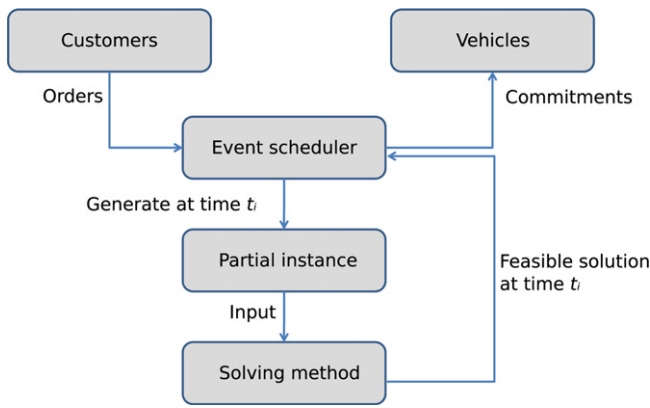 Customers
Vehicles
Orders
Commitments
Event scheduler
Generate at time tᵢ
Partial instance
Feasible solution
at time tᵢ
Input
Solving method